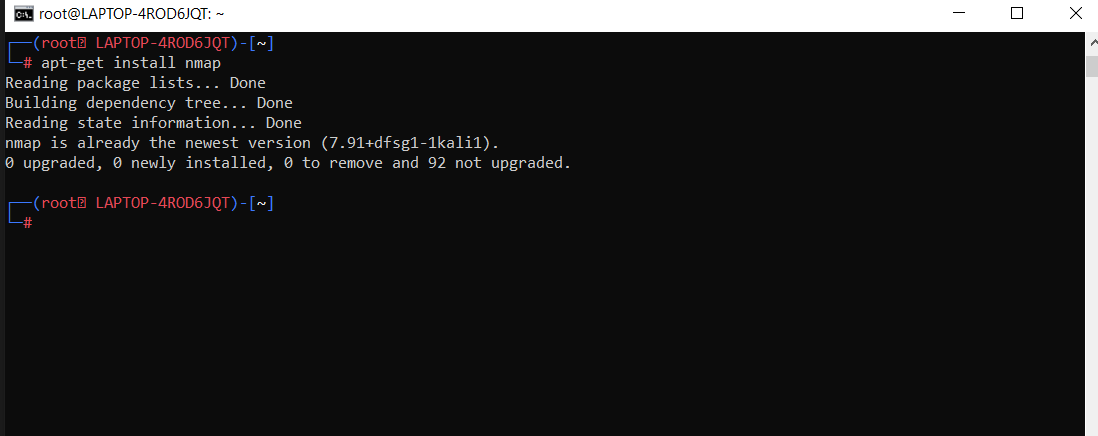 root@LAPTOP-4ROD6JQT: ~
┌──(root⍰ LAPTOP-4ROD6JQT)-[~]
└─# apt-get install nmap
Reading package lists... Done
Building dependency tree... Done
Reading state information... Done
nmap is already the newest version (7.91+dfsg1-1kali1).
0 upgraded, 0 newly installed, 0 to remove and 92 not upgraded.
┌──(root⍰ LAPTOP-4ROD6JQT)-[~]
└─#